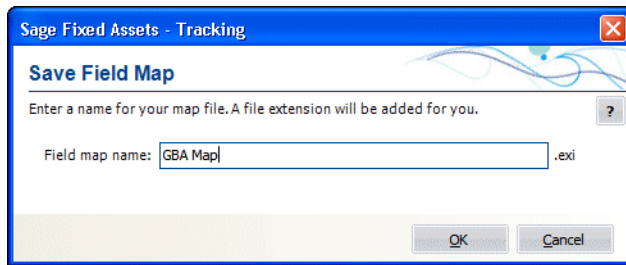 Sage Fixed Assets - Tracking
Save Field Map
Enter a name for your map file. A file extension will be added for you.
?
Field map name: GBA Map .exi
OK Cancel